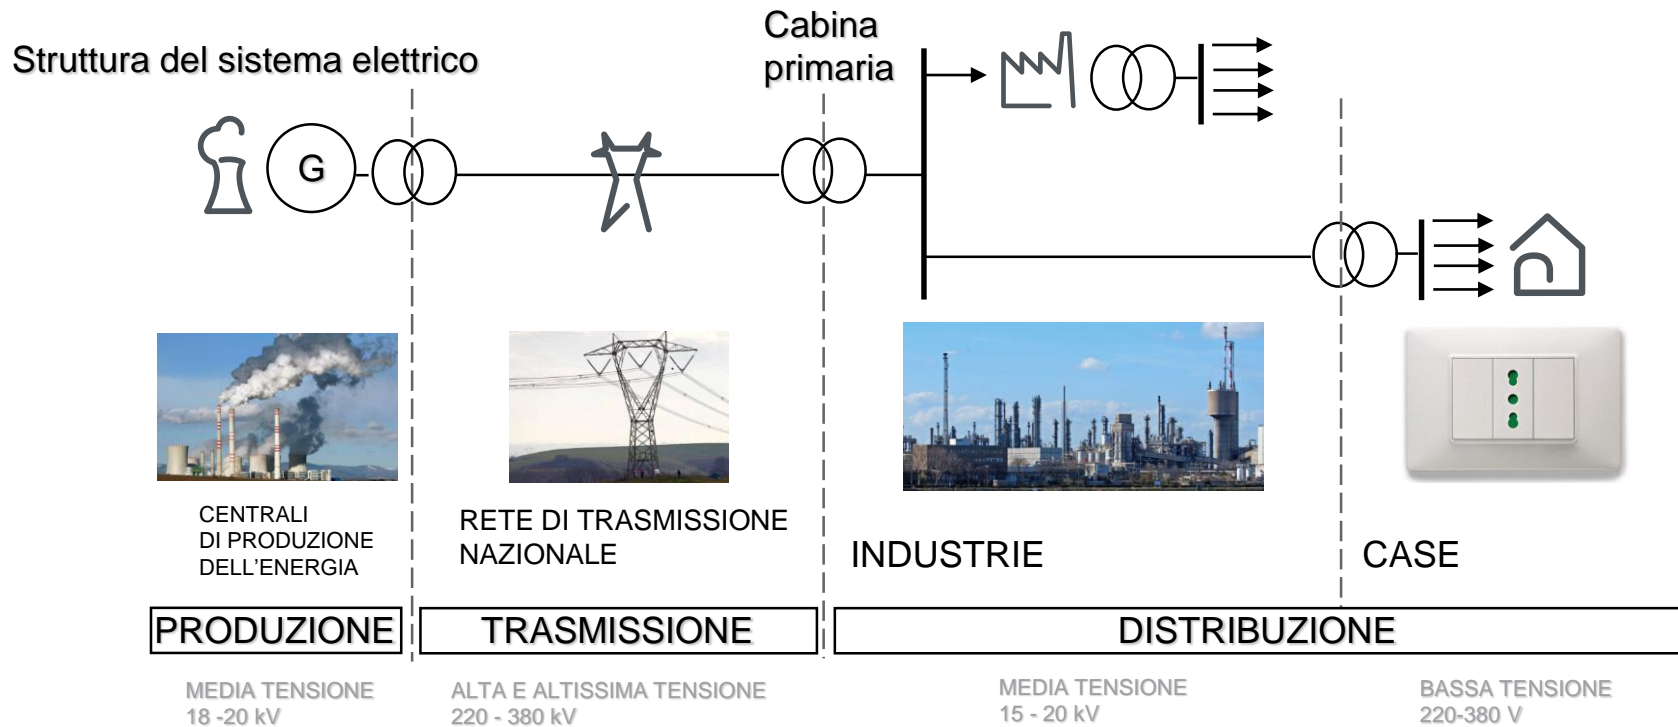 Struttura del sistema elettrico
Cabina
primaria
G
CENTRALI
DI PRODUZIONE
DELL'ENERGIA
RETE DI TRASMISSIONE
NAZIONALE
INDUSTRIE
CASE
PRODUZIONE
TRASMISSIONE
DISTRIBUZIONE
MEDIA TENSIONE
18 -20 kV
ALTA E ALTISSIMA TENSIONE
220 - 380 kV
MEDIA TENSIONE
15 - 20 kV
BASSA TENSIONE
220-380 V